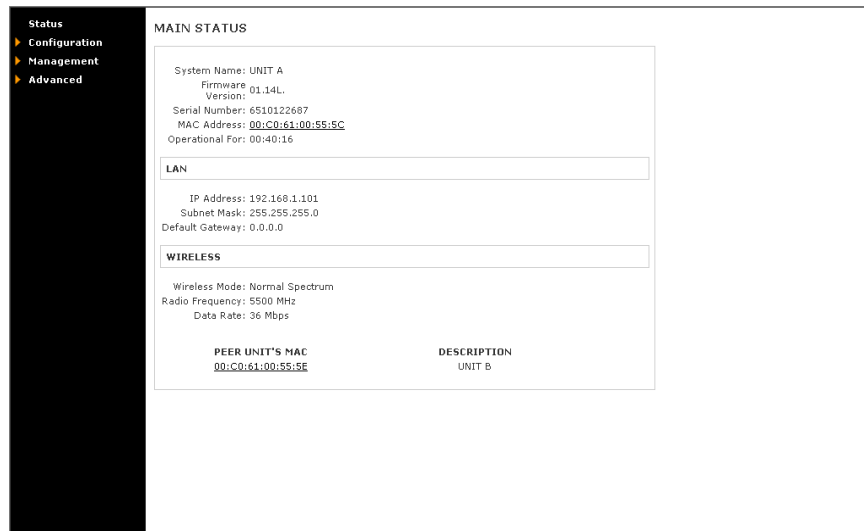 Status
Configuration
Management
Advanced
MAIN STATUS
System Name: UNIT A
Firmware Version: 01.14L.
Serial Number: 6510122687
MAC Address: 00:C0:61:00:55:5C
Operational For: 00:40:16
LAN
IP Address: 192.168.1.101
Subnet Mask: 255.255.255.0
Default Gateway: 0.0.0.0
WIRELESS
Wireless Mode: Normal Spectrum
Radio Frequency: 5500 MHz
Data Rate: 36 Mbps
PEER UNIT'S MAC DESCRIPTION
00:C0:61:00:55:5E UNIT B